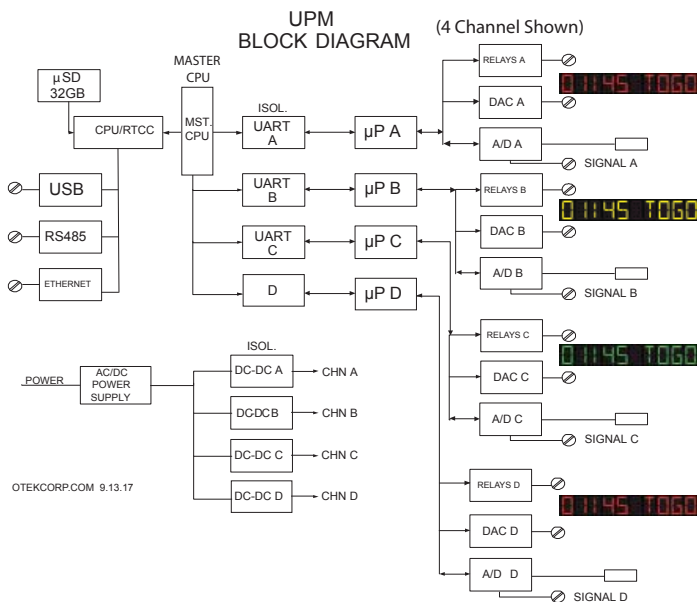 UPM
BLOCK DIAGRAM
(4 Channel Shown)
MASTER
CPU
µSD
32GB
CPU/RTCC
MST.
CPU
ISOL.
UART
A
µP A
RELAYS A
DAC A
A/D A
SIGNAL A
01145 TOGO
USB
UART
B
µP B
RELAYS B
DAC B
A/D B
SIGNAL B
01145 TOGO
RS485
UART
C
µP C
ETHERNET
D
µP D
RELAYS C
DAC C
A/D C
SIGNAL C
01145 TOGO
POWER
AC/DC
POWER
SUPPLY
ISOL.
DC-DC A
CHN A
DC-DC B
CHN B
DC-DC C
CHN C
DC-DC D
CHN D
RELAYS D
DAC D
A/D D
SIGNAL D
01145 TOGO
OTEKCORP.COM 9.13.17